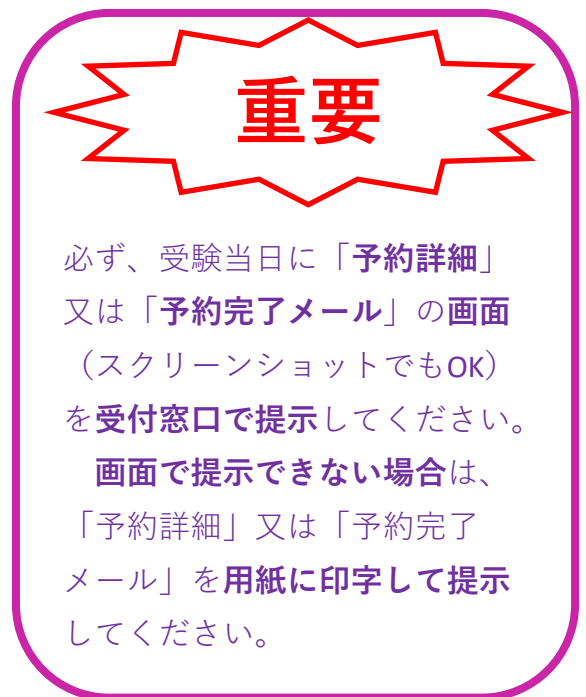 重要
必ず、受験当日に「予約詳細」
又は「予約完了メール」の画面
（スクリーンショットでもOK）
を受付窓口で提示してください。
　画面で提示できない場合は、
「予約詳細」又は「予約完了
メール」を用紙に印字して提示
してください。